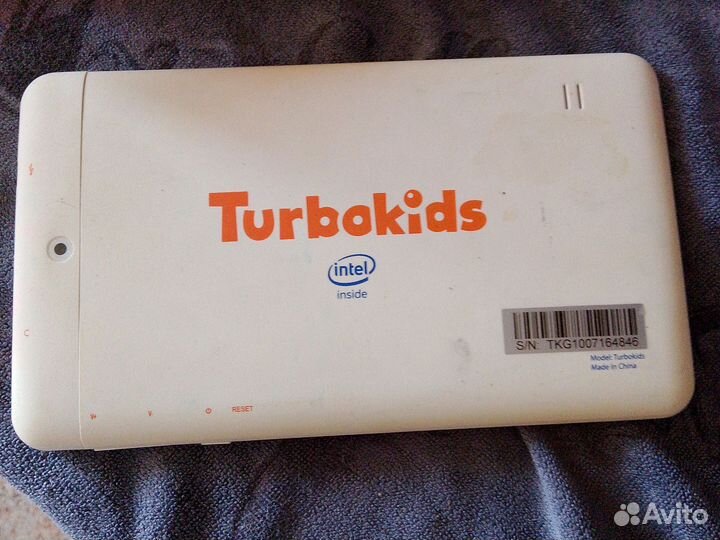 Turbokids
intel
inside
S/N: TKG1007164846
Model: Turbokids
Made in China
V+
V-
RESET
Avito